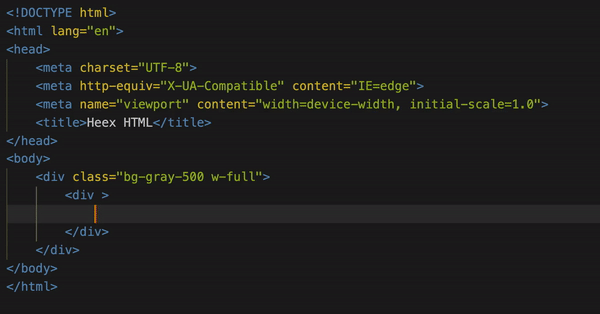 <!DOCTYPE html>
<html lang="en">
<head>
    <meta charset="UTF-8">
    <meta http-equiv="X-UA-Compatible" content="IE=edge">
    <meta name="viewport" content="width=device-width, initial-scale=1.0">
    <title>Heex HTML</title>
</head>
<body>
    <div class="bg-gray-500 w-full">
        <div >
        </div>
    </div>
</body>
</html>